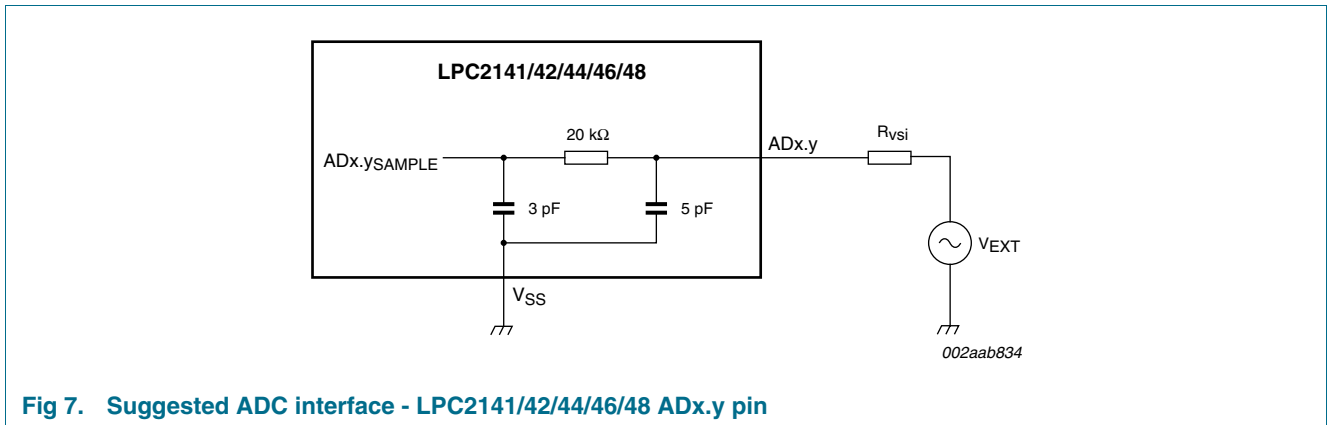 LPC2141/42/44/46/48
20 kΩ
ADx.y
Rvsi
ADx.ySAMPLE
3 pF
5 pF
VEXT
VSS
002aab834
Fig 7. Suggested ADC interface - LPC2141/42/44/46/48 ADx.y pin